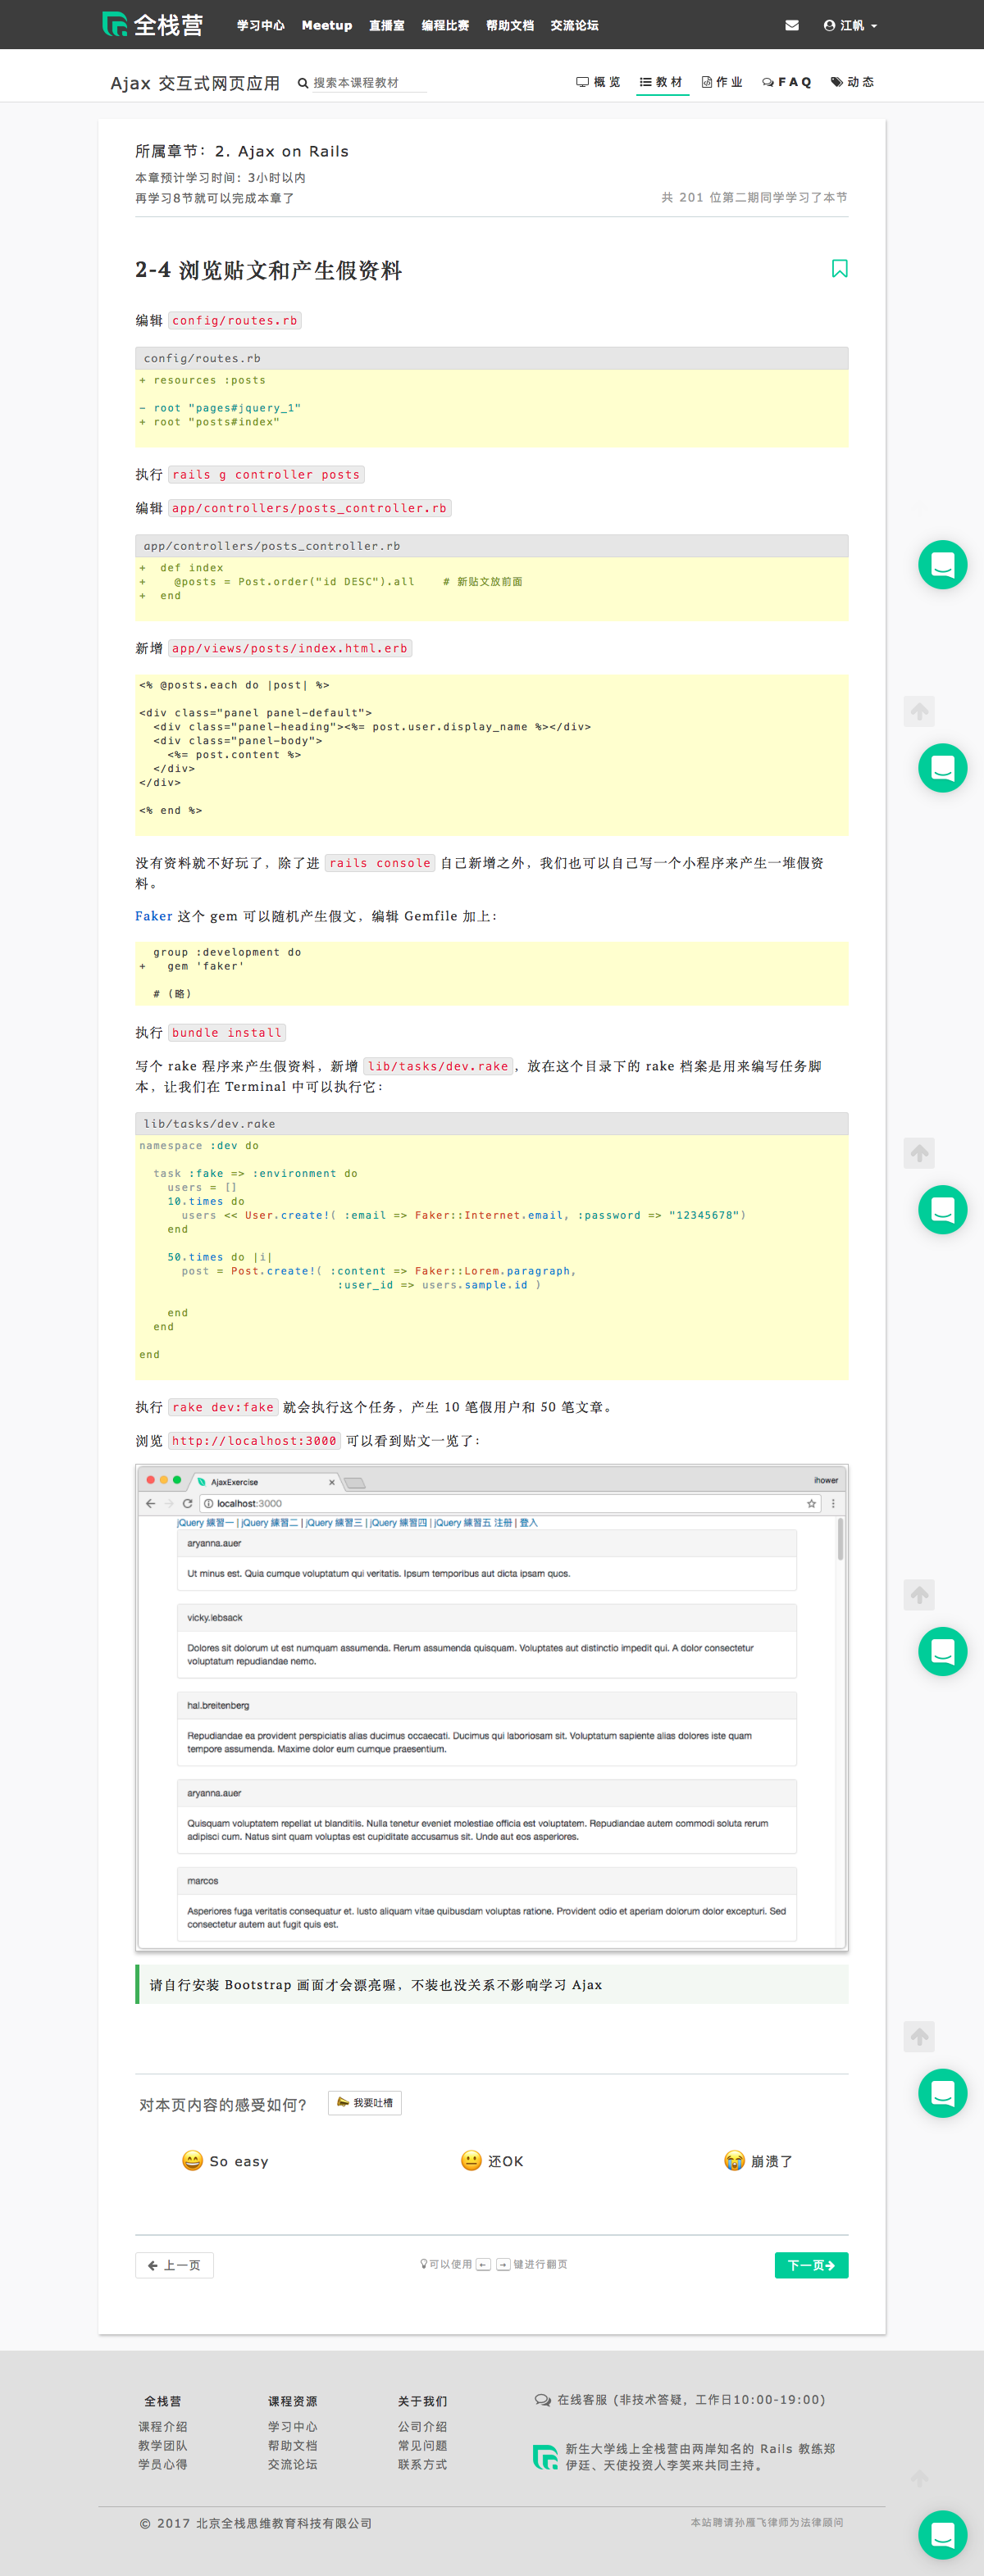 全栈营 学习中心 Meetup 直播室 编程比赛 帮助文档 交流论坛 江帆
Ajax 交互式网页应用 搜索本课程教材 概览 教材 作业 FAQ 动态
所属章节：2. Ajax on Rails
本章预计学习时间：3小时以内
再学习8节就可以完成本章了 共 201 位第二期同学学习了本节
2-4 浏览贴文和产生假资料
编辑 config/routes.rb
config/routes.rb
+ resources :posts
- root "pages#jquery_1"
+ root "posts#index"
执行 rails g controller posts
编辑 app/controllers/posts_controller.rb
app/controllers/posts_controller.rb
+  def index
+    @posts = Post.order("id DESC").all    # 新贴文放前面
+  end
新增 app/views/posts/index.html.erb
<% @posts.each do |post| %>
<div class="panel panel-default">
  <div class="panel-heading"><%= post.user.display_name %></div>
  <div class="panel-body">
    <%= post.content %>
  </div>
</div>
<% end %>
没有资料就不好玩了，除了进 rails console 自己新增之外，我们也可以自己写一个小程序来产生一堆假资
料。
Faker 这个 gem 可以随机产生假文，编辑 Gemfile 加上：
  group :development do
+   gem 'faker'
  # (略)
执行 bundle install
写个 rake 程序来产生假资料，新增 lib/tasks/dev.rake，放在这个目录下的 rake 档案是用来编写任务脚
本，让我们在 Terminal 中可以执行它：
lib/tasks/dev.rake
namespace :dev do
  task :fake => :environment do
    users = []
    10.times do
      users << User.create!( :email => Faker::Internet.email, :password => "12345678")
    end
    50.times do |i|
      post = Post.create!( :content => Faker::Lorem.paragraph,
                            :user_id => users.sample.id )
    end
  end
end
执行 rake dev:fake 就会执行这个任务，产生 10 笔假用户和 50 笔文章。
浏览 http://localhost:3000 可以看到贴文一览了：
AjaxExercise ihower
localhost:3000
jQuery 練習一 | jQuery 練習二 | jQuery 練習三 | jQuery 練習四 | jQuery 練習五 注册 | 登入
aryanna.auer
Ut minus est. Quia cumque voluptatum qui veritatis. Ipsum temporibus aut dicta ipsam quos.
vicky.lebsack
Dolores sit dolorum ut est numquam assumenda. Rerum assumenda quisquam. Voluptates aut distinctio impedit qui. A dolor consectetur
voluptatum repudiandae nemo.
hal.breitenberg
Repudiandae ea provident perspiciatis alias ducimus occaecati. Ducimus qui laboriosam sit. Voluptatum sapiente alias dolores iste quam
tempore assumenda. Maxime dolor eum cumque praesentium.
aryanna.auer
Quisquam voluptatem repellat ut blanditiis. Nulla tenetur eveniet molestiae officia est voluptatem. Repudiandae autem commodi soluta rerum
adipisci cum. Natus sint quam voluptas est cupiditate accusamus sit. Unde aut eos asperiores.
marcos
Asperiores fuga veritatis consequatur et. Iusto aliquam vitae quibusdam voluptas ratione. Provident odio et aperiam dolorum dolor excepturi. Sed
consectetur autem aut fugit quis est.
请自行安装 Bootstrap 画面才会漂亮喔，不装也没关系不影响学习 Ajax
对本页内容的感受如何？ 我要吐槽
So easy 还OK 崩溃了
← 上一页 可以使用 ← → 键进行翻页 下一页→
全栈营 课程资源 关于我们 在线客服 (非技术答疑，工作日10:00-19:00)
课程介绍 学习中心 公司介绍
教学团队 帮助文档 常见问题 新生大学线上全栈营由两岸知名的 Rails 教练郑
学员心得 交流论坛 联系方式 伊廷、天使投资人李笑来共同主持。
© 2017 北京全栈思维教育科技有限公司 本站聘请孙雁飞律师为法律顾问